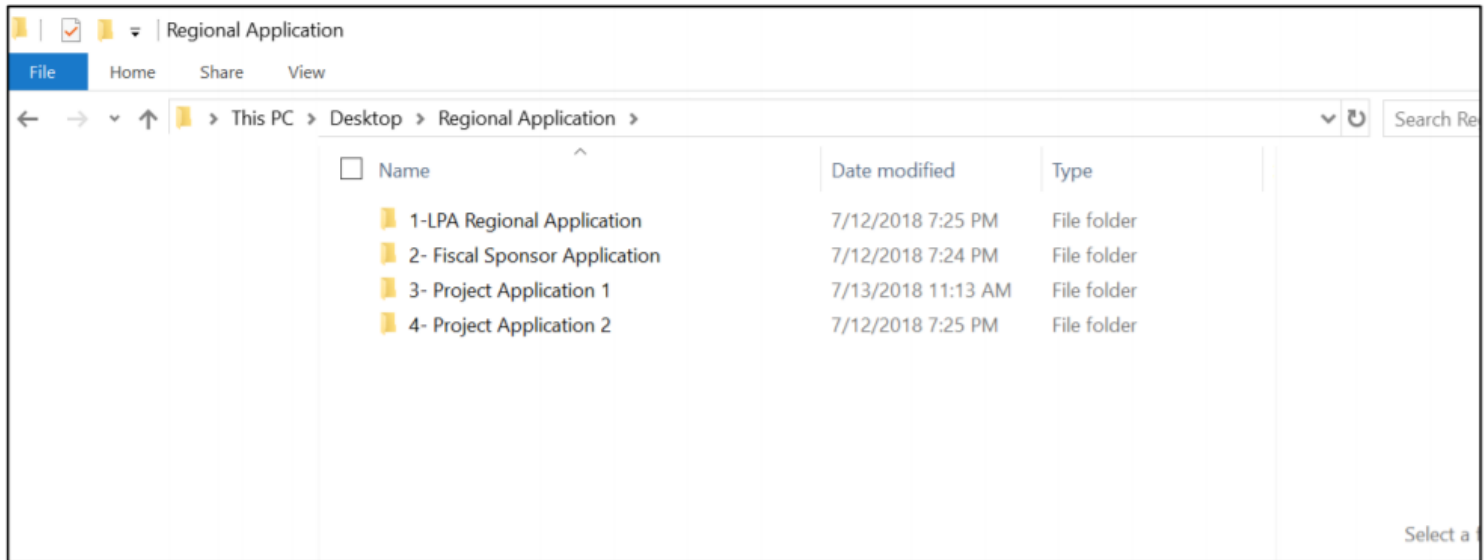 Regional Application
File Home Share View
This PC > Desktop > Regional Application >
Search Re
Name Date modified Type
1-LPA Regional Application 7/12/2018 7:25 PM File folder
2- Fiscal Sponsor Application 7/12/2018 7:24 PM File folder
3- Project Application 1 7/13/2018 11:13 AM File folder
4- Project Application 2 7/12/2018 7:25 PM File folder
Select a